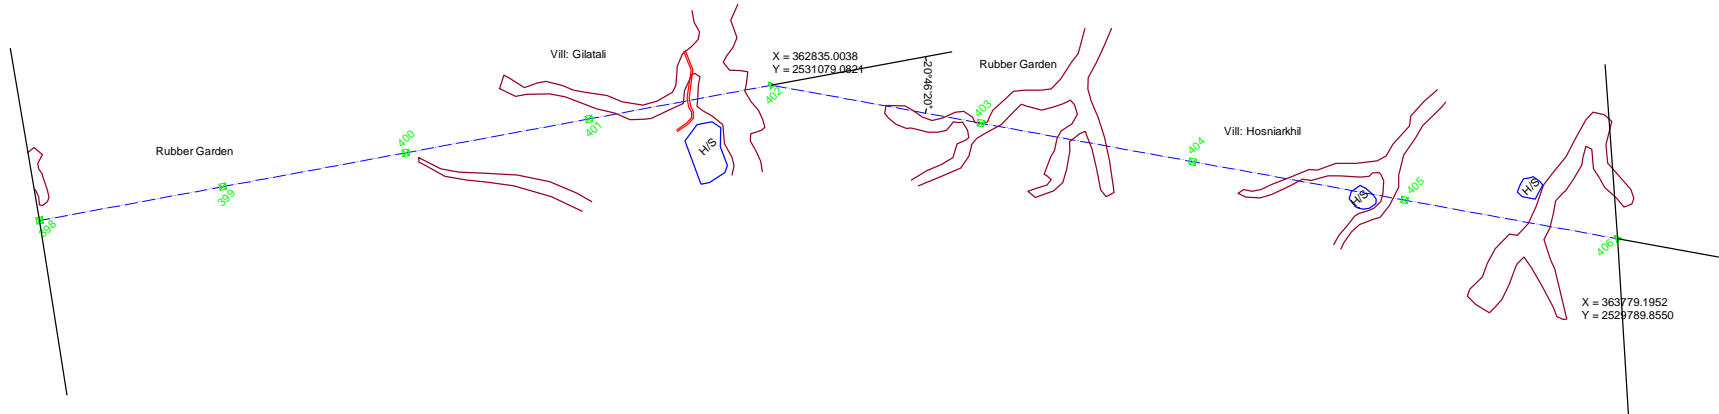 Vill: Gilatali
X = 362835.0038
Y = 2531079.0821
Rubber Garden
20°46'20"
402
403
Rubber Garden
400
401
H/S
404
Vill: Hosniarkhil
399
398
H/S
405
H/S
406
X = 363779.1952
Y = 2529789.8550